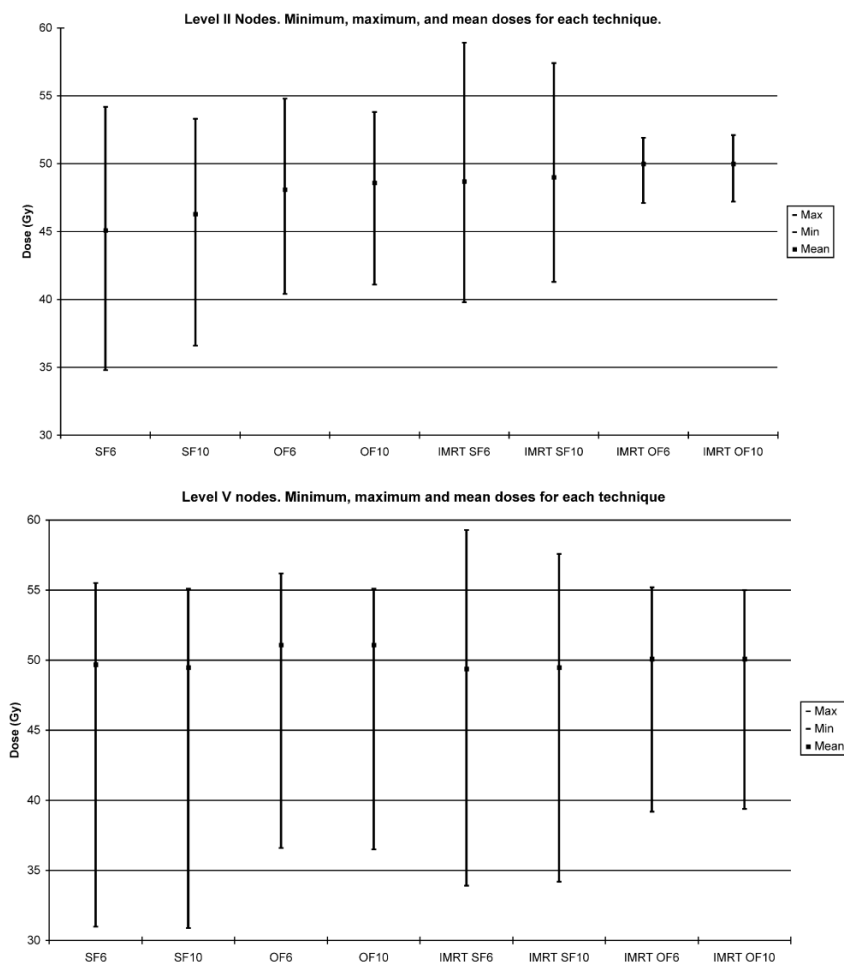 Level II Nodes. Minimum, maximum, and mean doses for each technique.
60
55
50
45
40
35
30
Dose (Gy)
SF6 SF10 OF6 OF10 IMRT SF6 IMRT SF10 IMRT OF6 IMRT OF10
Max
Min
Mean
Level V nodes. Minimum, maximum and mean doses for each technique
60
55
50
45
40
35
30
Dose (Gy)
SF6 SF10 OF6 OF10 IMRT SF6 IMRT SF10 IMRT OF6 IMRT OF10
Max
Min
Mean